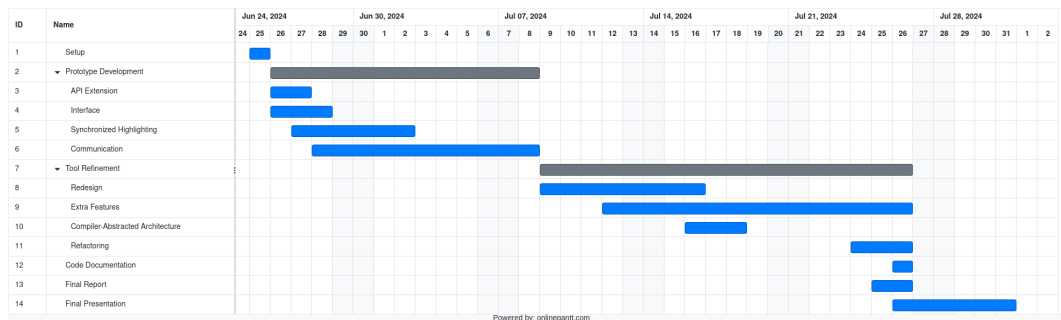 ID Name Jun 24, 2024 Jun 30, 2024 Jul 07, 2024 Jul 14, 2024 Jul 21, 2024 Jul 28, 2024
24 25 26 27 28 29 30 1 2 3 4 5 6 7 8 9 10 11 12 13 14 15 16 17 18 19 20 21 22 23 24 25 26 27 28 29 30 31 1 2
1 Setup
2 Prototype Development
3 API Extension
4 Interface
5 Synchronized Highlighting
6 Communication
7 Tool Refinement
8 Redesign
9 Extra Features
10 Compiler-Abstracted Architecture
11 Refactoring
12 Code Documentation
13 Final Report
14 Final Presentation
Powered by: onlinegantt.com